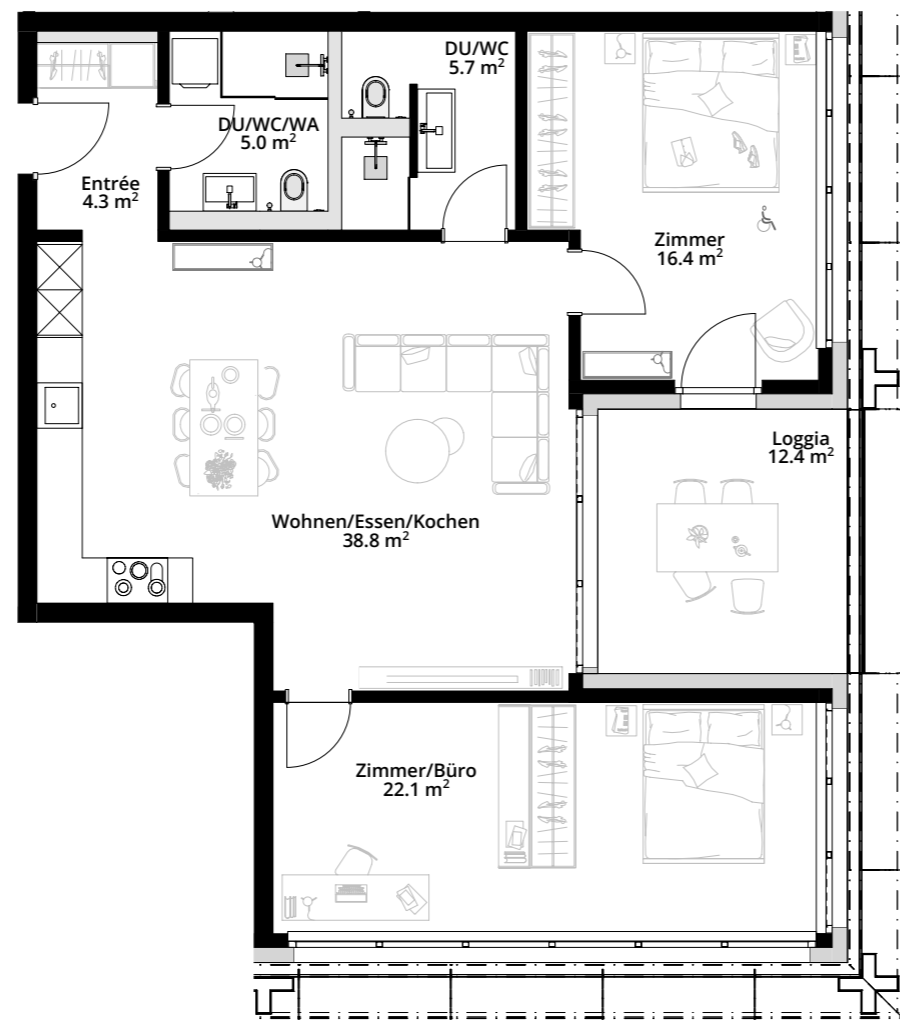 DU/WC
5.7 m²
DU/WC/WA
5.0 m²
Entrée
4.3 m²
Zimmer
16.4 m²
Loggia
12.4 m²
Wohnen/Essen/Kochen
38.8 m²
Zimmer/Büro
22.1 m²